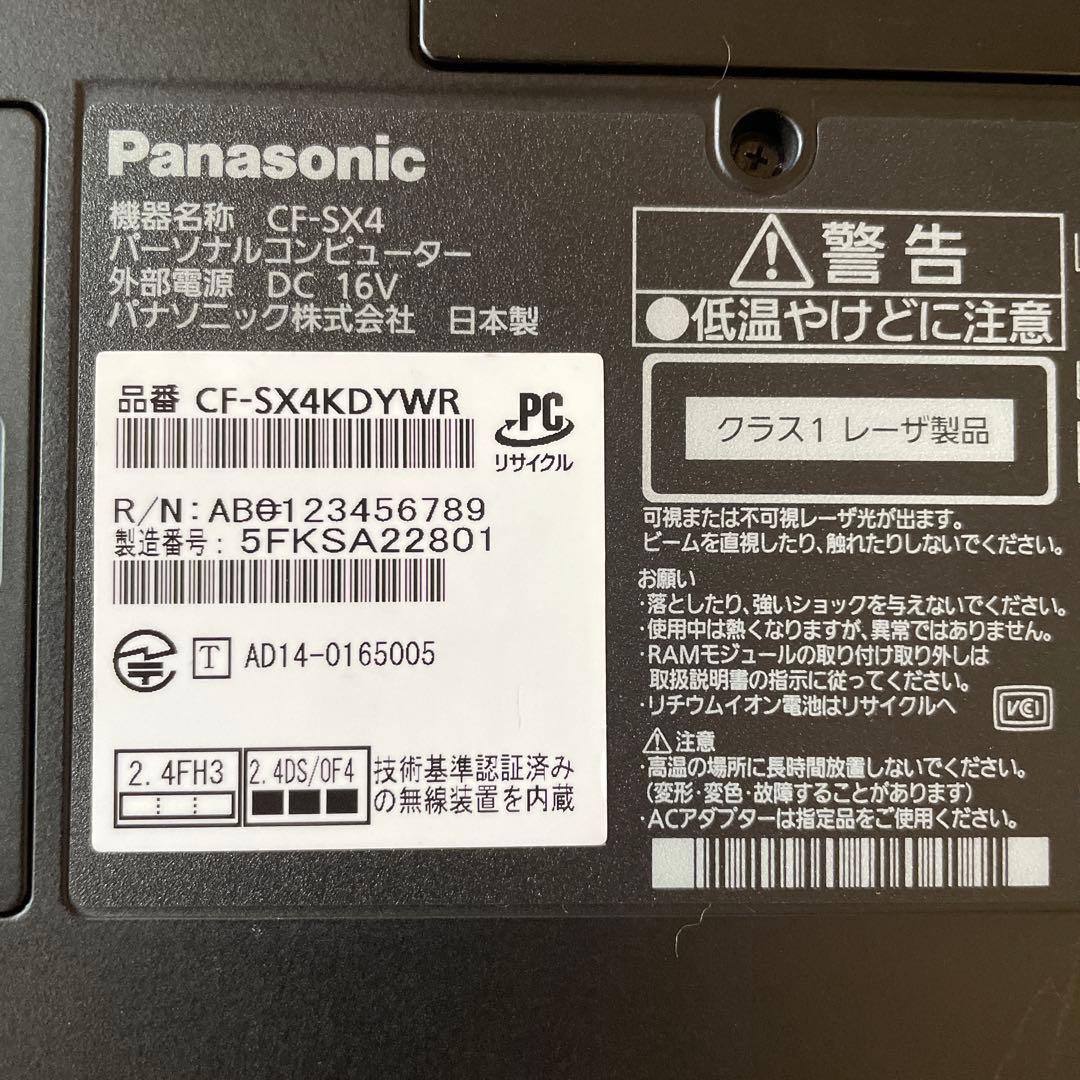 Panasonic
機器名称 CF-SX4
パーソナルコンピューター
外部電源 DC 16V
パナソニック株式会社 日本製
品番 CF-SX4KDYWR
PC
リサイクル
R/N: ABΘ123456789
製造番号: 5FKSA22801
T AD14-0165005
2.4FH3
2.4DS/OF4
技術基準認証済み
の無線装置を内蔵
警告
●低温やけどに注意
クラス1 レーザ製品
可視または不可視レーザ光が出ます。
ビームを直視したり、触れたりしないでください。
お願い
・落としたり、強いショックを与えないでください。
・使用中は熱くなりますが、異常ではありません。
・RAMモジュールの取り付け取り外しは
取扱説明書の指示に従ってください。
・リチウムイオン電池はリサイクルへ
VCCI
注意
・高温の場所に長時間放置しないでください。
(変形・変色・故障することがあります)
・ACアダプターは指定品をご使用ください。